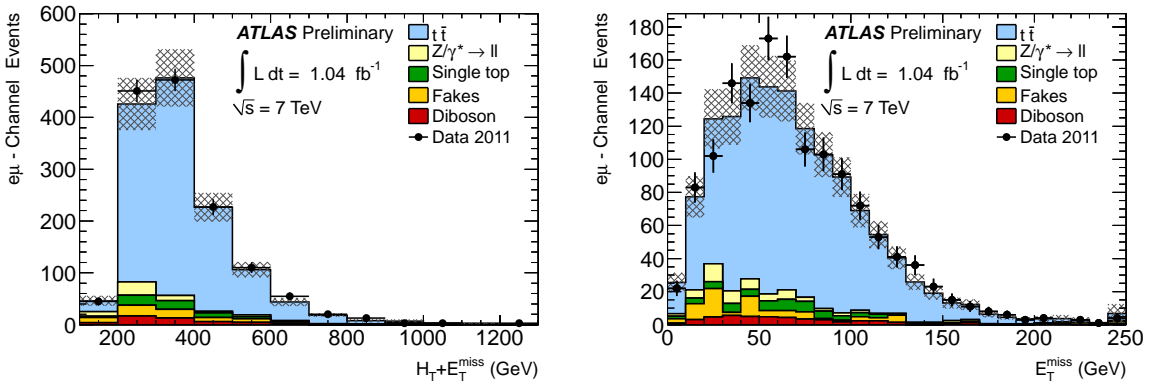 eμ - Channel Events
600
500
400
300
200
100
0
ATLAS Preliminary
∫ L dt = 1.04 fb⁻¹
√s = 7 TeV
t t̄
Z/γ* → ll
Single top
Fakes
Diboson
Data 2011
200 400 600 800 1000 1200
H_T+E_T^miss (GeV)
eμ - Channel Events
180
160
140
120
100
80
60
40
20
0
ATLAS Preliminary
∫ L dt = 1.04 fb⁻¹
√s = 7 TeV
t t̄
Z/γ* → ll
Single top
Fakes
Diboson
Data 2011
0 50 100 150 200 250
E_T^miss (GeV)